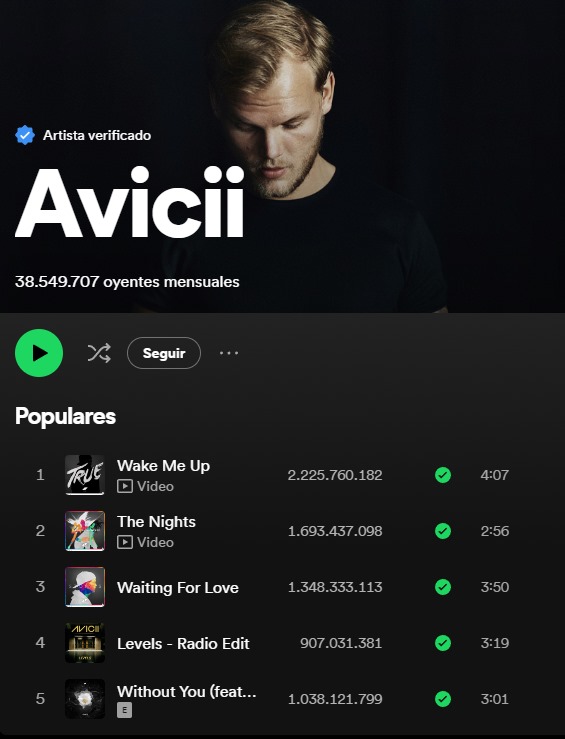 Artista verificado
Avicii
38.549.707 oyentes mensuales
Seguir
Populares
1 TRUE Wake Me Up 2.225.760.182 4:07
Video
2 The Nights 1.693.437.098 2:56
Video
3 Waiting For Love 1.348.333.113 3:50
4 AVICII LEVELS Levels - Radio Edit 907.031.381 3:19
5 Without You (feat... 1.038.121.799 3:01
E